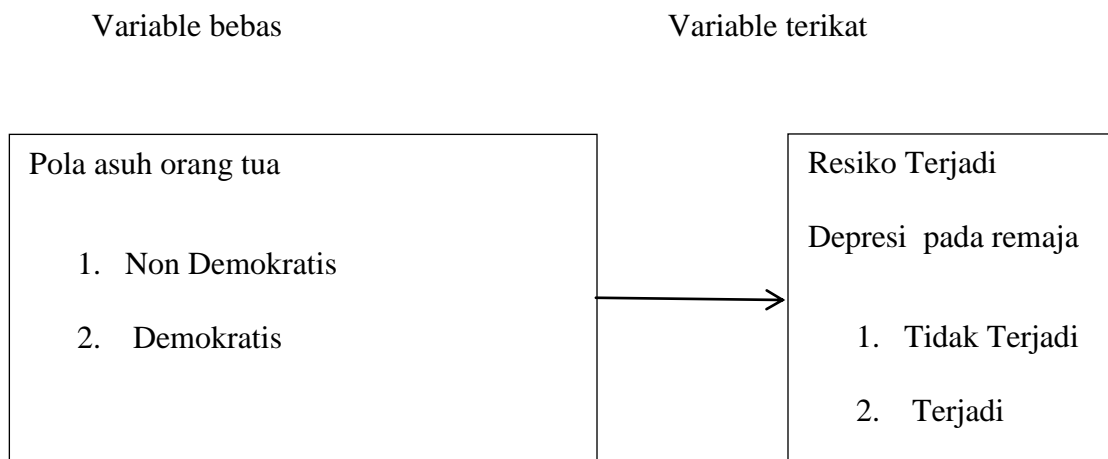 Variable bebas
Variable terikat
Pola asuh orang tua
1. Non Demokratis
2. Demokratis
Resiko Terjadi
Depresi pada remaja
1. Tidak Terjadi
2. Terjadi